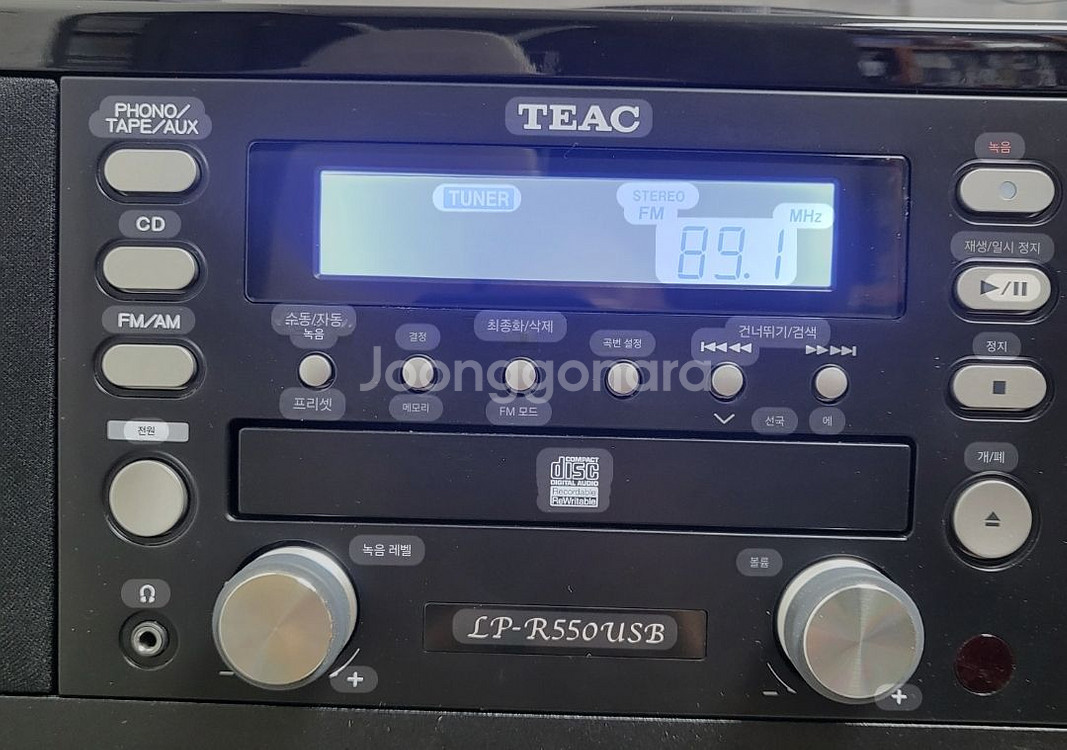 PHONO/
TAPE/AUX
TEAC
녹음
CD
TUNER
STEREO
FM
MHz
89.1
재생/일시 정지
FM/AM
수동/자동
녹음
결정
최종화/삭제
곡번 설정
건너뛰기/검색
정지
Joonggonara
프리셋
메모리
FM 모드
선국
에
전원
COMPACT
disc
DIGITAL AUDIO
Recordable
ReWritable
개/폐
녹음 레벨
볼륨
LP-R550USB
- +
- +